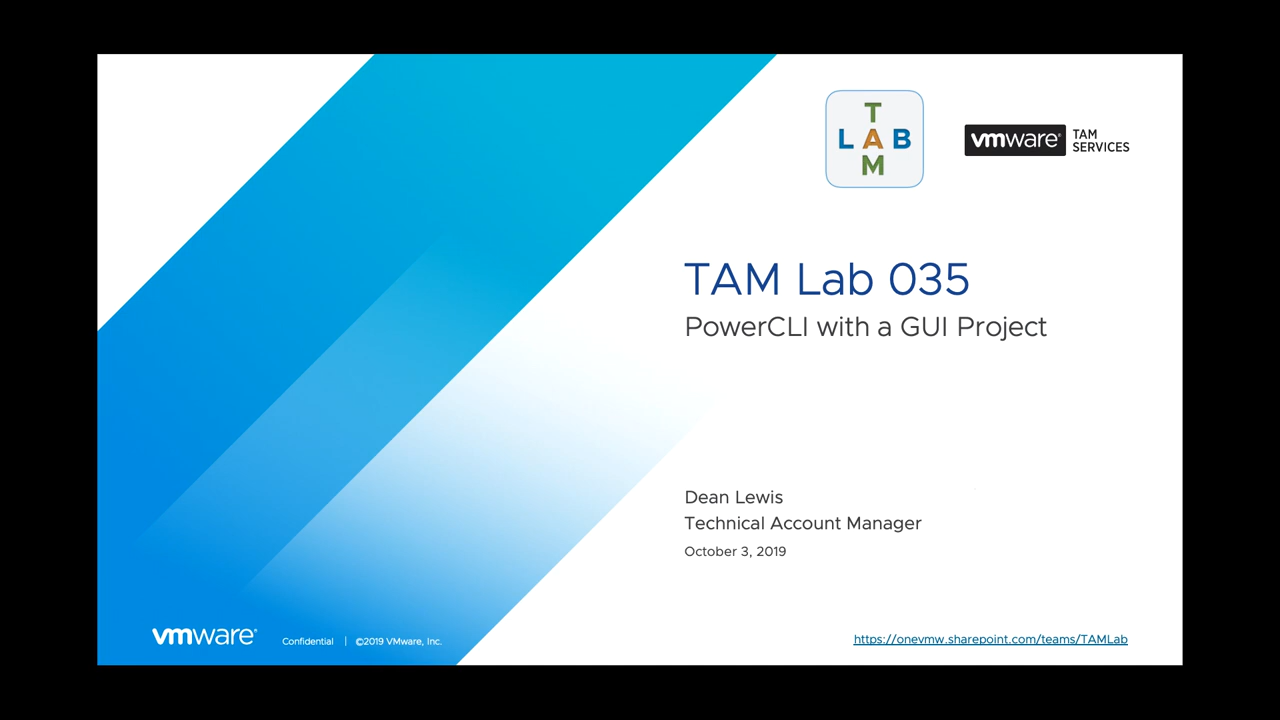 T
LAB
M
vmware® TAM
SERVICES
TAM Lab 035
PowerCLI with a GUI Project
Dean Lewis
Technical Account Manager
October 3, 2019
vmware® Confidential | ©2019 VMware, Inc.
https://onevmw.sharepoint.com/teams/TAMLab